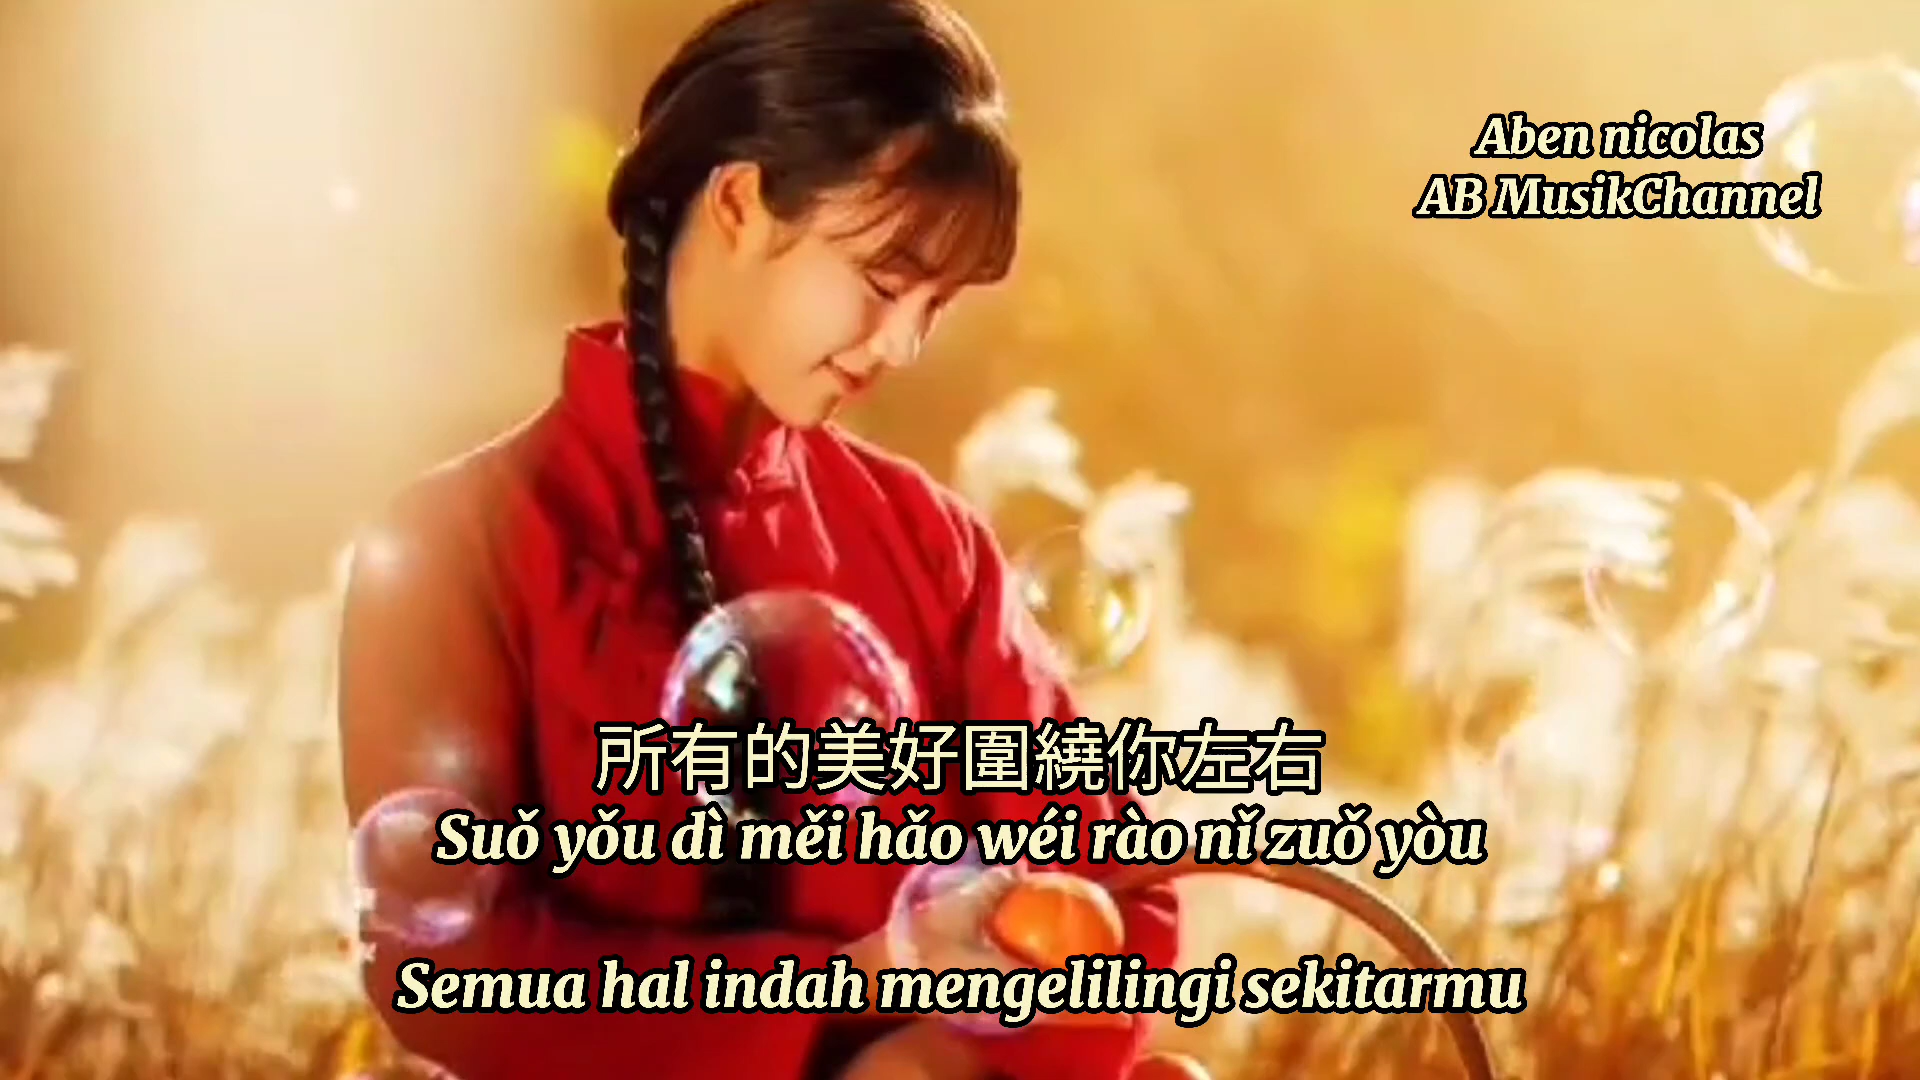 Aben nicolas
AB MusikChannel
所有的美好圍繞你左右
Suǒ yǒu dì měi hǎo wéi rào nǐ zuǒ yòu
Semua hal indah mengelilingi sekitarmu